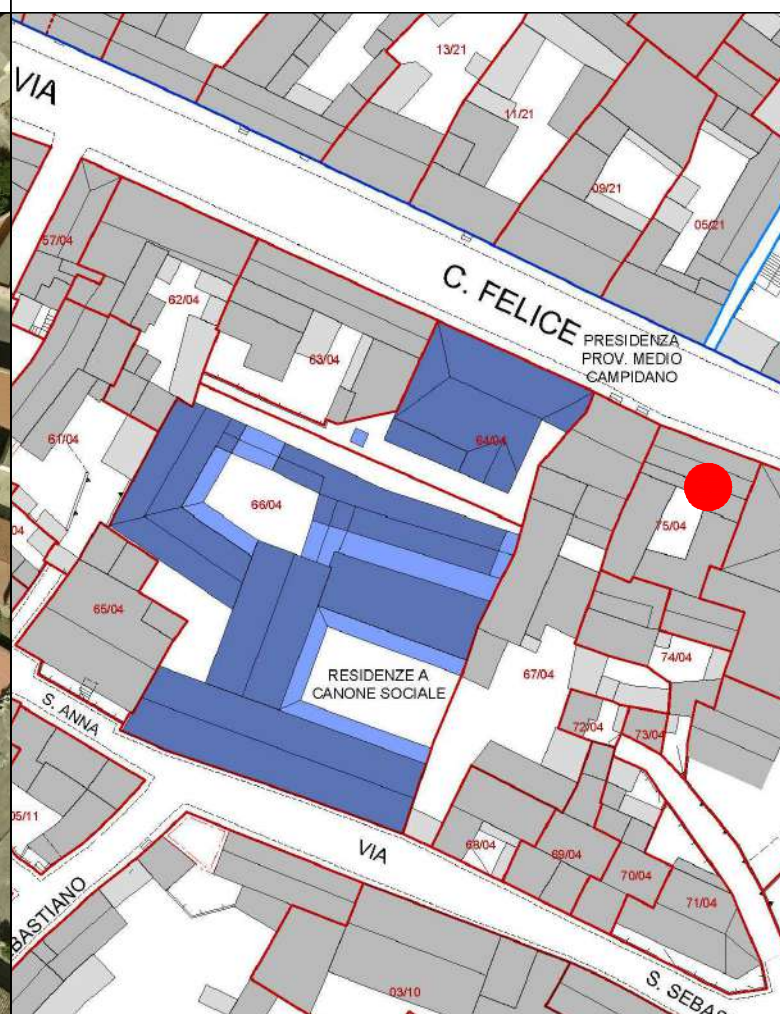 13/21
VIA
11/21
09/21
05/21
57/04
62/04
C. FELICE
PRESIDENZA
PROV. MEDIO
CAMPIDANO
63/04
64/04
61/04
66/04
75/04
04
65/04
RESIDENZE A
CANONE SOCIALE
67/04
74/04
72/04
73/04
S. ANNA
05/11
VIA
68/04
69/04
70/04
71/04
BASTIANO
03/10
S. SEBAS